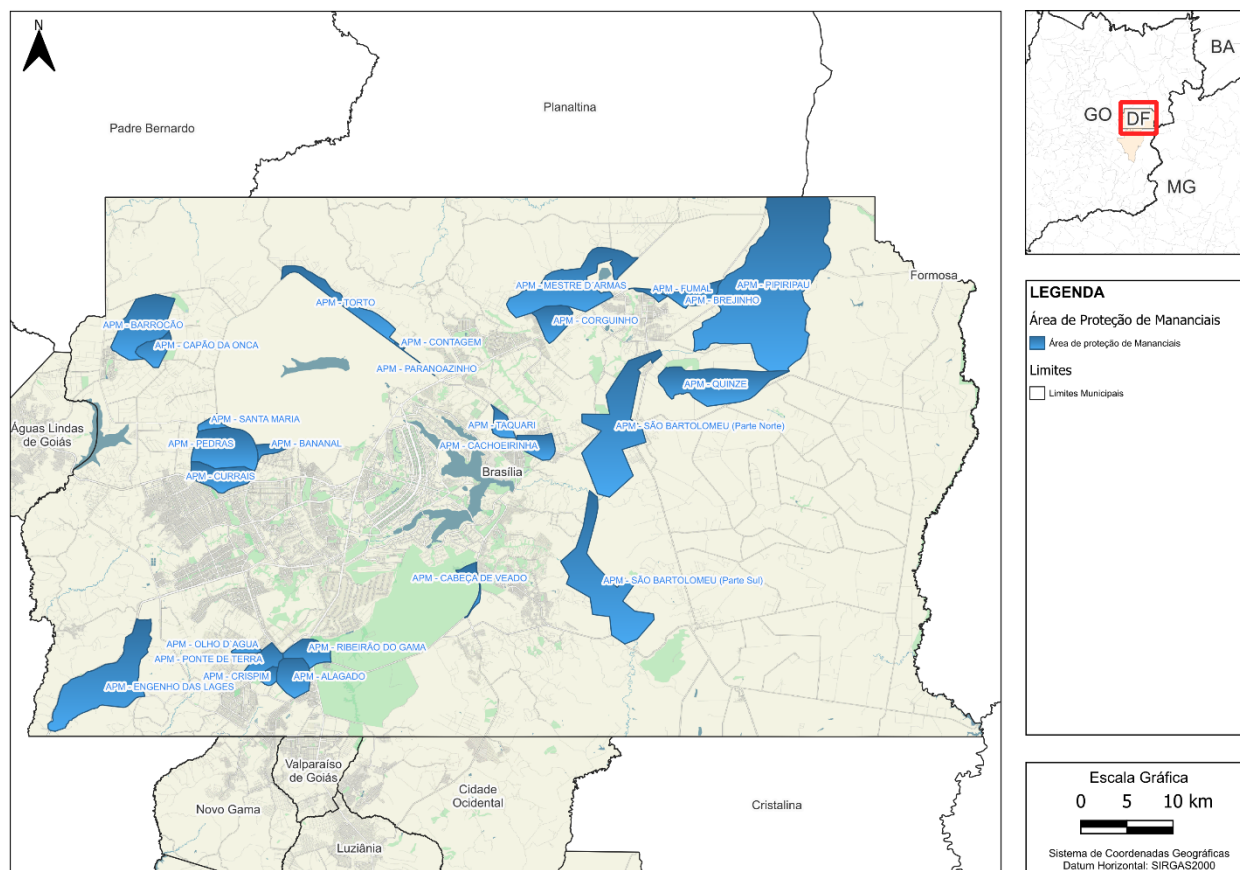 N
Padre Bernardo
Planaltina
Formosa
APM - MESTRE D'ARMAS
APM - FUMAL
APM - PIPIRIPAU
APM - BREJINHO
APM - TORTO
APM - CORGUINHO
APM - BARROCÃO
APM - CAPÃO DA ONCA
APM - CONTAGEM
APM - PARANOAZINHO
APM - QUINZE
Águas Lindas
de Goiás
APM - SANTA MARIA
APM - TAQUARI
APM - SÃO BARTOLOMEU (Parte Norte)
APM - PEDRAS
APM - BANANAL
APM - CACHOEIRINHA
Brasília
APM - CURRAIS
APM - CABEÇA DE VEADO
APM - SÃO BARTOLOMEU (Parte Sul)
APM - OLHO D'AGUA
APM - RIBEIRÃO DO GAMA
APM - PONTE DE TERRA
APM - CRISPIM
APM - ALAGADO
APM - ENGENHO DAS LAGES
Valparaíso
de Goiás
Novo Gama
Cidade
Ocidental
Cristalina
Luziânia
BA
GO
DF
MG
LEGENDA
Área de Proteção de Mananciais
Área de proteção de Mananciais
Limites
Limites Municipais
Escala Gráfica
0 5 10 km
Sistema de Coordenadas Geográficas
Datum Horizontal: SIRGAS2000